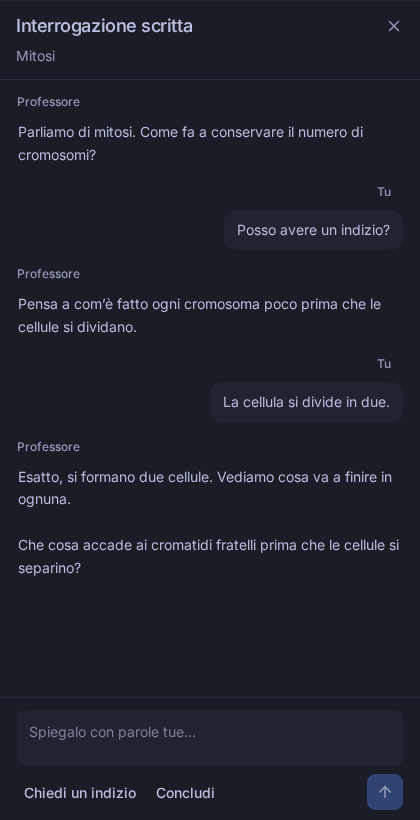 Interrogazione scritta
Mitosi
Professore
Parliamo di mitosi. Come fa a conservare il numero di
cromosomi?
Tu
Posso avere un indizio?
Professore
Pensa a com’è fatto ogni cromosoma poco prima che le
cellule si dividano.
Tu
La cellula si divide in due.
Professore
Esatto, si formano due cellule. Vediamo cosa va a finire in
ognuna.
Che cosa accade ai cromatidi fratelli prima che le cellule si
separino?
Spiegalo con parole tue...
Chiedi un indizio
Concludi